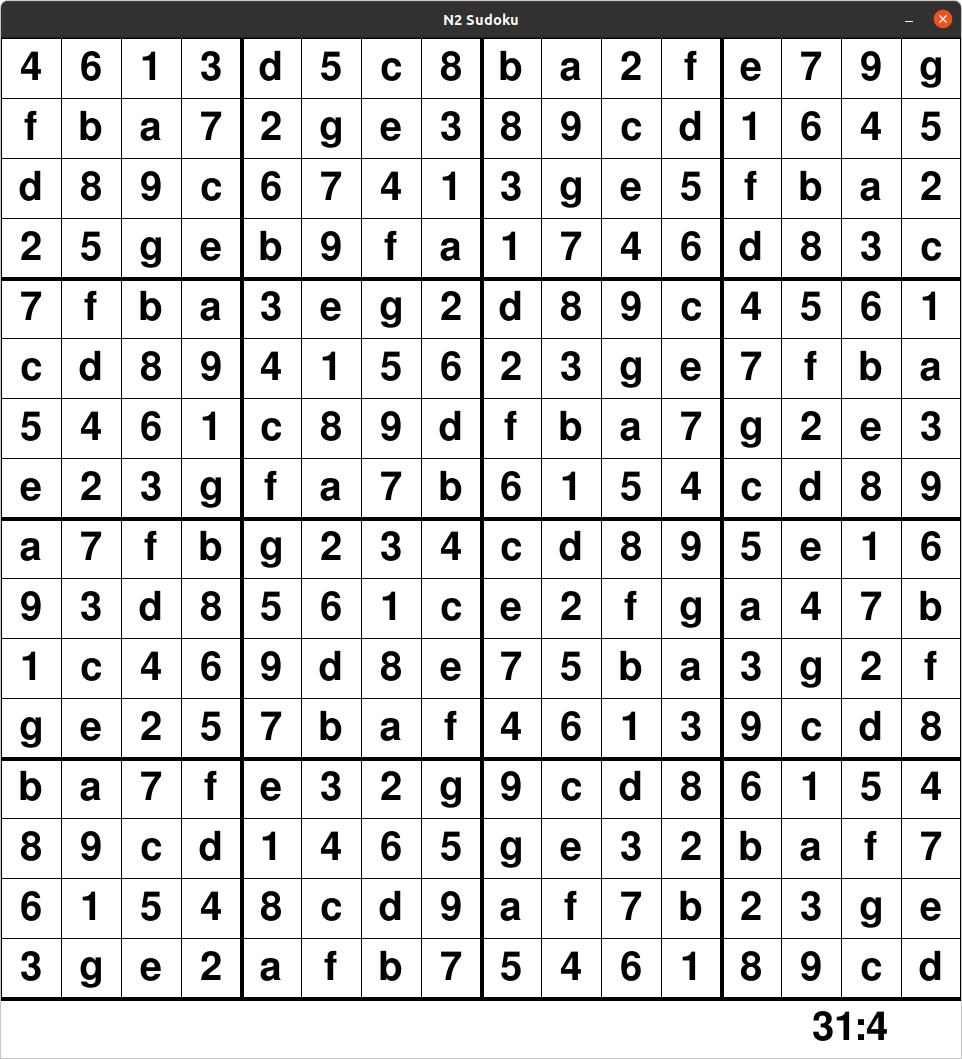 N2 Sudoku
4 6 1 3 d 5 c 8 b a 2 f e 7 9 g
f b a 7 2 g e 3 8 9 c d 1 6 4 5
d 8 9 c 6 7 4 1 3 g e 5 f b a 2
2 5 g e b 9 f a 1 7 4 6 d 8 3 c
7 f b a 3 e g 2 d 8 9 c 4 5 6 1
c d 8 9 4 1 5 6 2 3 g e 7 f b a
5 4 6 1 c 8 9 d f b a 7 g 2 e 3
e 2 3 g f a 7 b 6 1 5 4 c d 8 9
a 7 f b g 2 3 4 c d 8 9 5 e 1 6
9 3 d 8 5 6 1 c e 2 f g a 4 7 b
1 c 4 6 9 d 8 e 7 5 b a 3 g 2 f
g e 2 5 7 b a f 4 6 1 3 9 c d 8
b a 7 f e 3 2 g 9 c d 8 6 1 5 4
8 9 c d 1 4 6 5 g e 3 2 b a f 7
6 1 5 4 8 c d 9 a f 7 b 2 3 g e
3 g e 2 a f b 7 5 4 6 1 8 9 c d
31:4